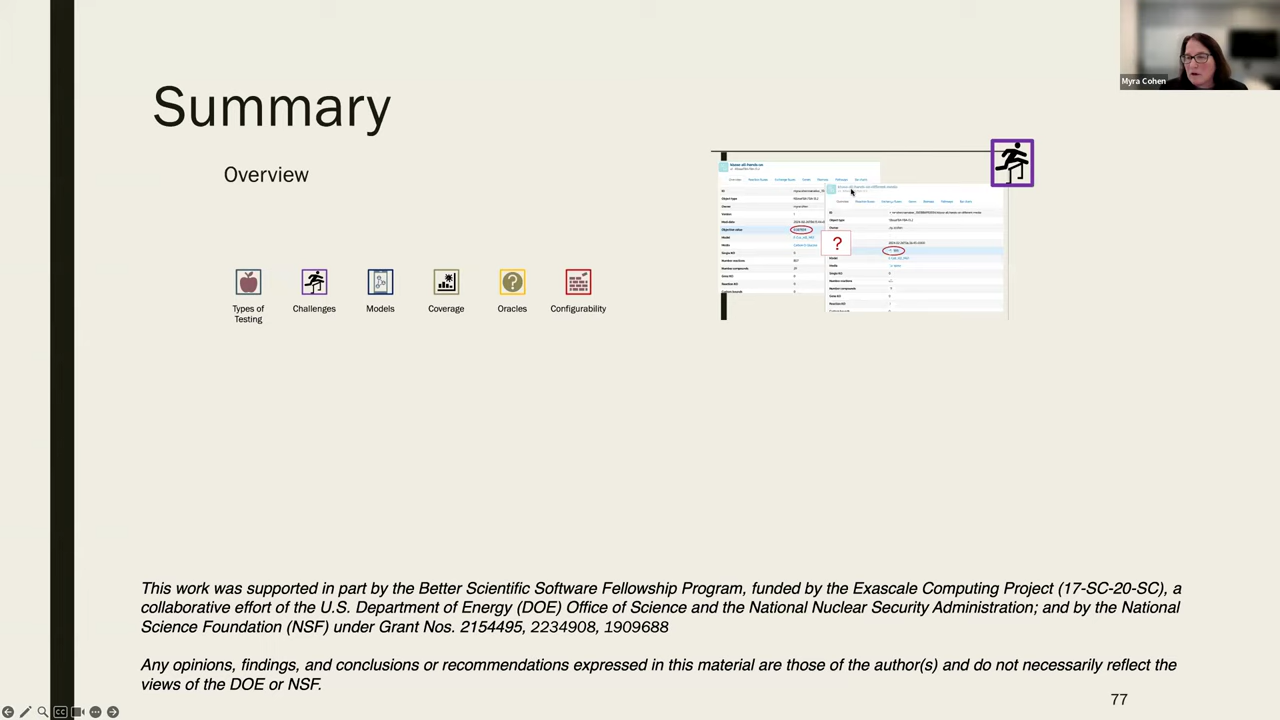 Myra Cohen
Summary
Overview
Types of
Testing
Challenges
Models
Coverage
Oracles
Configurability
?
This work was supported in part by the Better Scientific Software Fellowship Program, funded by the Exascale Computing Project (17-SC-20-SC), a
collaborative effort of the U.S. Department of Energy (DOE) Office of Science and the National Nuclear Security Administration; and by the National
Science Foundation (NSF) under Grant Nos. 2154495, 2234908, 1909688
Any opinions, findings, and conclusions or recommendations expressed in this material are those of the author(s) and do not necessarily reflect the
views of the DOE or NSF.
77